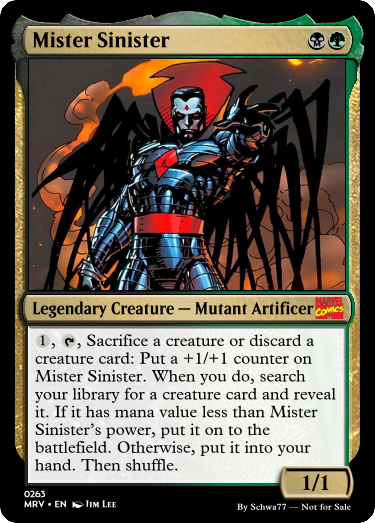 Mister Sinister
Legendary Creature — Mutant Artificer
MARVEL
COMICS
1, Sacrifice a creature or discard a
creature card: Put a +1/+1 counter on
Mister Sinister. When you do, search
your library for a creature card and reveal
it. If it has mana value less than Mister
Sinister's power, put it on to the
battlefield. Otherwise, put it into your
hand. Then shuffle.
1/1
0263
MRV • EN Jim Lee
By Schwa77 — Not for Sale